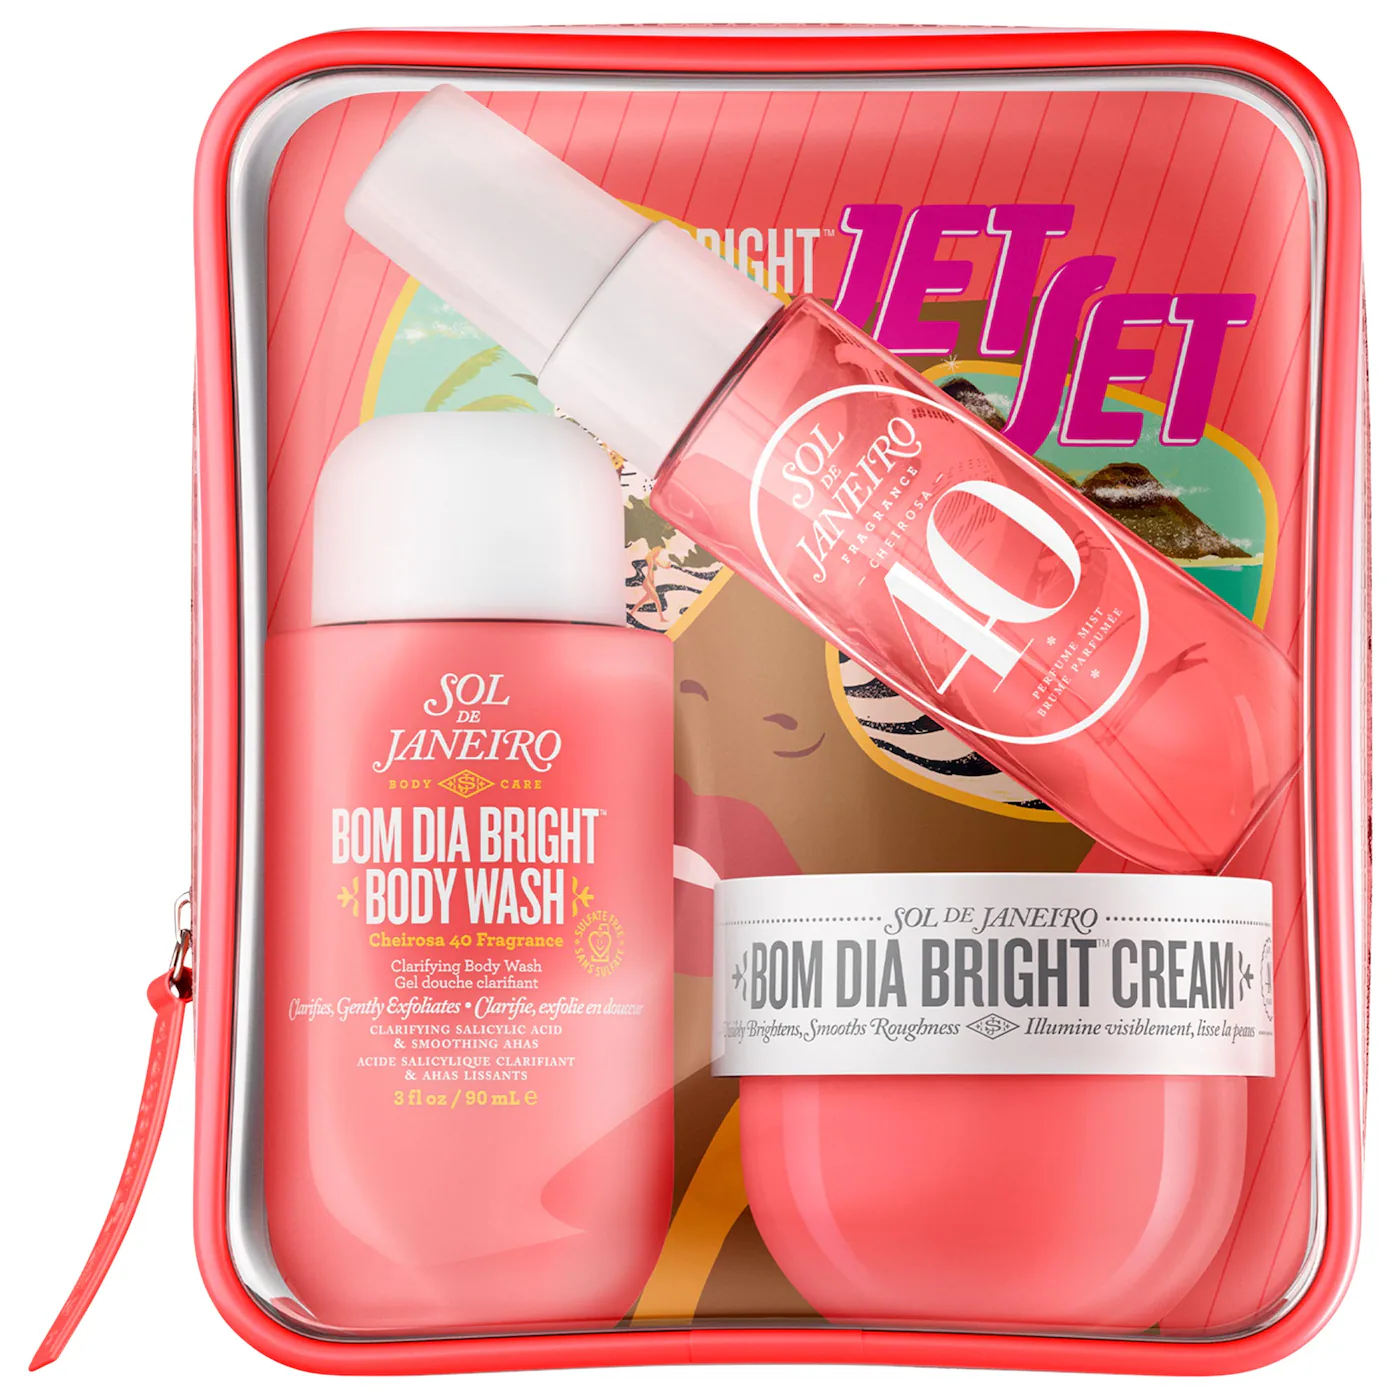 BRIGHT™
JET
SET
SOL
DE
JANEIRO
FRAGRANCE
– CHEIROSA –
40
PERFUME MIST
BRUME PARFUMÉE
SOL
DE
JANEIRO
BODY CARE
BOM DIA BRIGHT™
BODY WASH
Cheirosa 40 Fragrance
Clarifying Body Wash
Gel douche clarifiant
Clarifies, Gently Exfoliates • Clarifie, exfolie en douceur
CLARIFYING SALICYLIC ACID
& SMOOTHING AHAS
ACIDE SALICYLIQUE CLARIFIANT
& AHAS LISSANTS
3 fl oz / 90 mL ℮
SULFATE FREE
SANS SULFATE
SOL DE JANEIRO
BOM DIA BRIGHT™ CREAM
Brightens, Smooths Roughness Illumine visiblement, lisse la peau